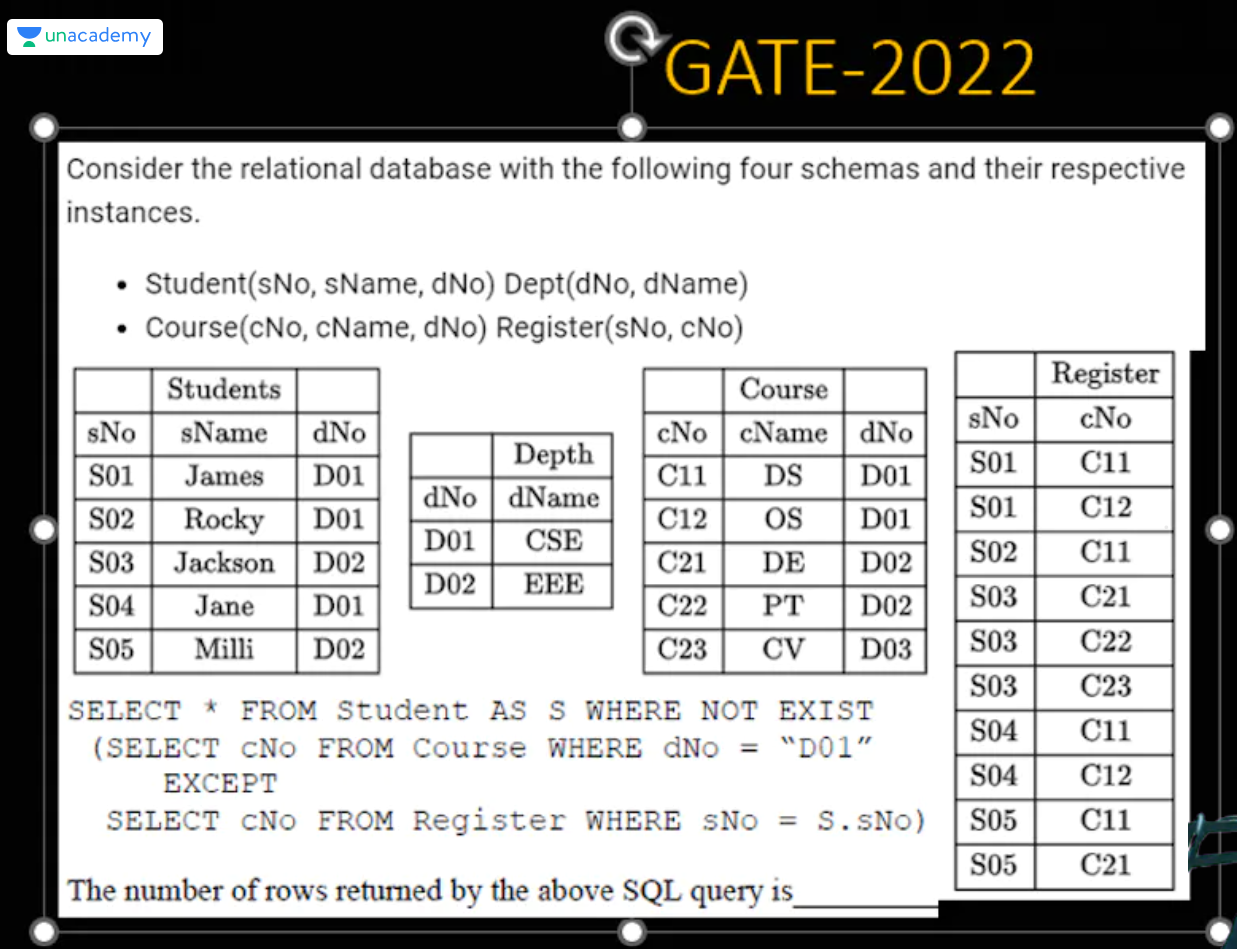 unacademy
GATE-2022
Consider the relational database with the following four schemas and their respective
instances.
• Student(sNo, sName, dNo) Dept(dNo, dName)
• Course(cNo, cName, dNo) Register(sNo, cNo)
Students
sNo sName dNo
S01 James D01
S02 Rocky D01
S03 Jackson D02
S04 Jane D01
S05 Milli D02
Depth
dNo dName
D01 CSE
D02 EEE
Course
cNo cName dNo
C11 DS D01
C12 OS D01
C21 DE D02
C22 PT D02
C23 CV D03
Register
sNo cNo
S01 C11
S01 C12
S02 C11
S03 C21
S03 C22
S03 C23
S04 C11
S04 C12
S05 C11
S05 C21
SELECT * FROM Student AS S WHERE NOT EXIST
(SELECT cNo FROM Course WHERE dNo = “D01”
EXCEPT
SELECT cNo FROM Register WHERE sNo = S.sNo)
The number of rows returned by the above SQL query is____________